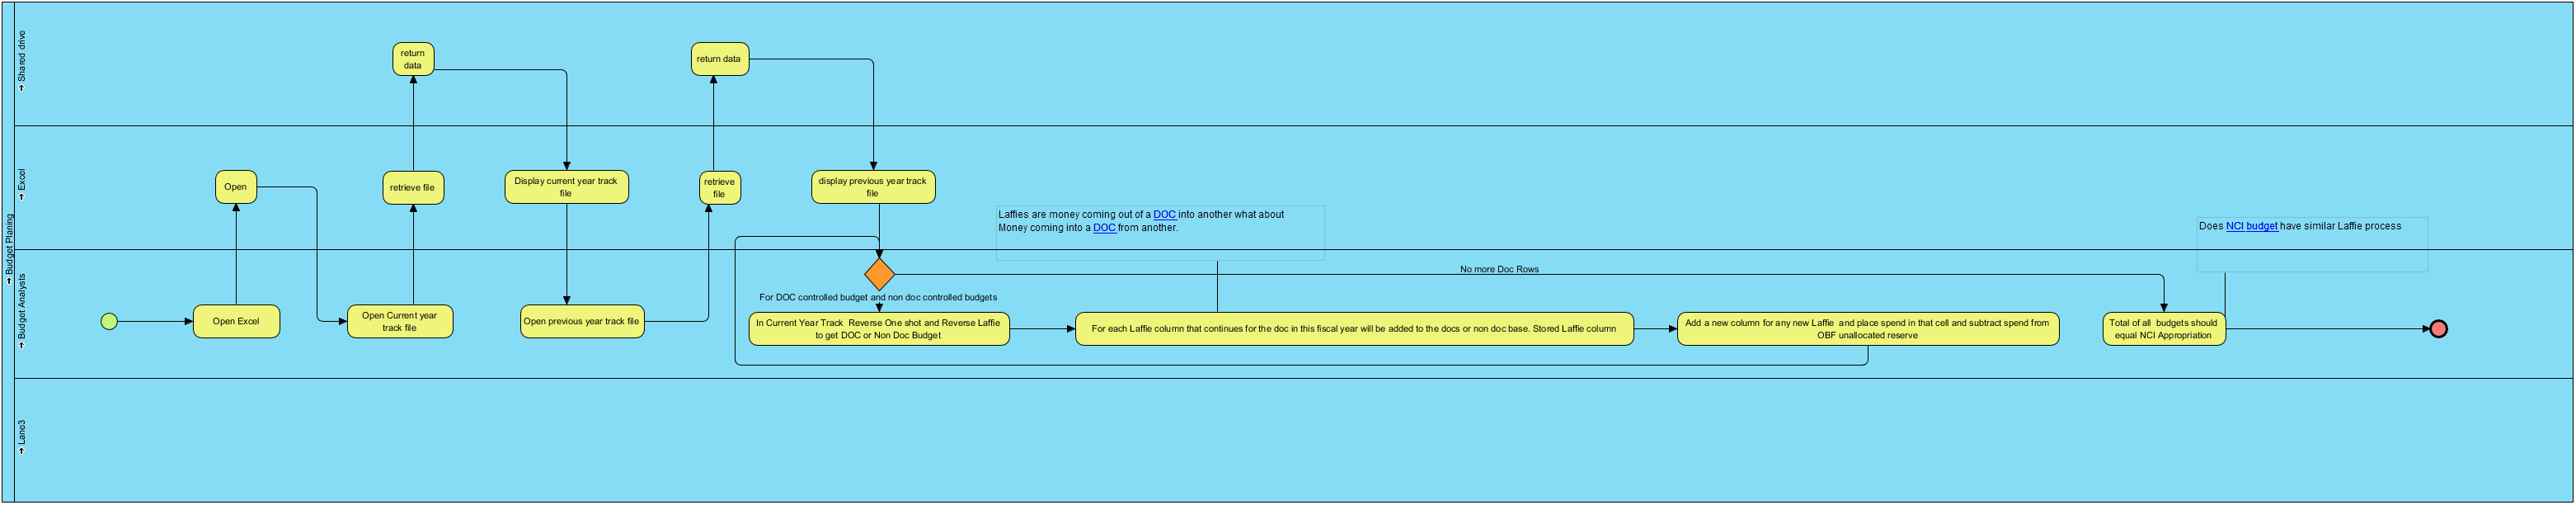 Budget Planing
Shared drive
Excel
Budget Analysts
Lane3
return
data
return data
Open
retrieve file
Display current year track
file
retrieve
file
display previous year track
file
Laffies are money coming out of a DOC into another what about
Money coming into a DOC from another.
Does NCI budget have similar Laffie process
No more Doc Rows
For DOC controlled budget and non doc controlled budgets
Open Excel
Open Current year
track file
Open previous year track file
In Current Year Track Reverse One shot and Reverse Laffie
to get DOC or Non Doc Budget
For each Laffie column that continues for the doc in this fiscal year will be added to the docs or non doc base. Stored Laffie column
Add a new column for any new Laffie and place spend in that cell and subtract spend from
OBF unallocated reserve
Total of all budgets should
equal NCI Appropriation